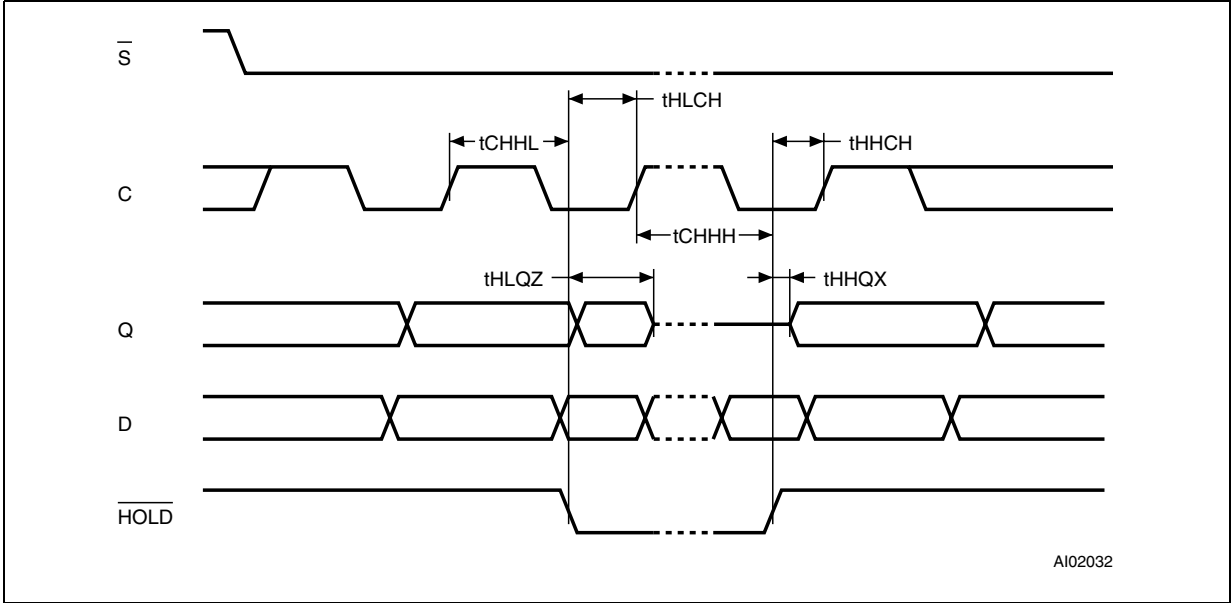 S
tHLCH
tCHHL
tHHCH
C
tCHHH
tHLQZ
tHHQX
Q
D
HOLD
AI02032